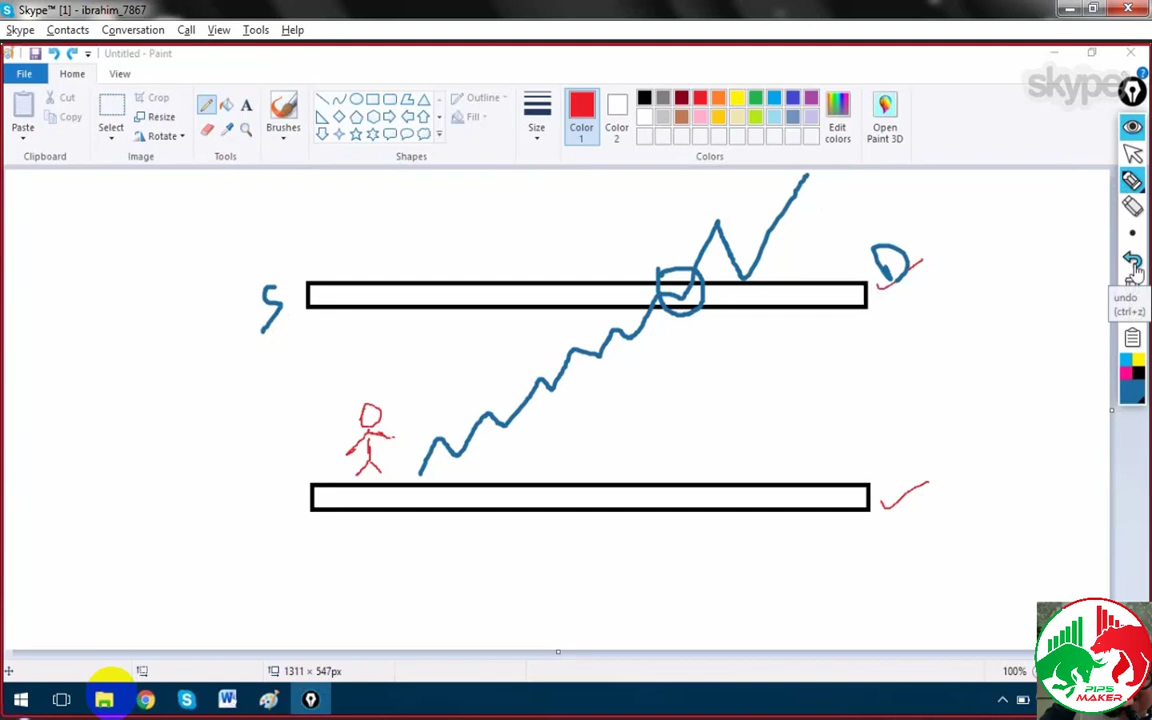 Skype™ [1] - ibrahim_7867
Skype Contacts Conversation Call View Tools Help
Untitled - Paint
skype
File Home View
Cut
Copy
Paste
Crop
Resize
Rotate
Select
Brushes
Outline
Fill
Size
Color 1
Color 2
Edit colors
Open Paint 3D
Clipboard Image Tools Shapes Colors
D
S
undo
(ctrl+z)
1311 × 547px
100%
PIPS
MAKER